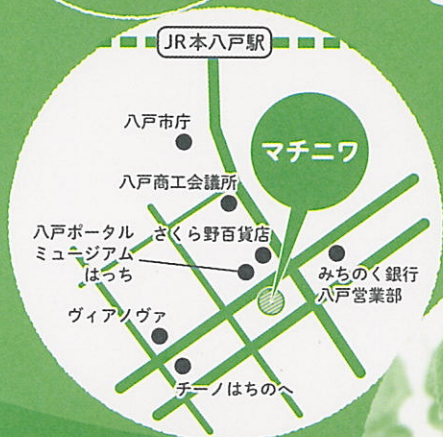 JR本八戸駅
八戸市庁
マチニワ
八戸商工会議所
さくら野百貨店
八戸ポータル
ミュージアム
はっち
みちのく銀行
八戸営業部
ヴィアノヴァ
チーノはちのへ